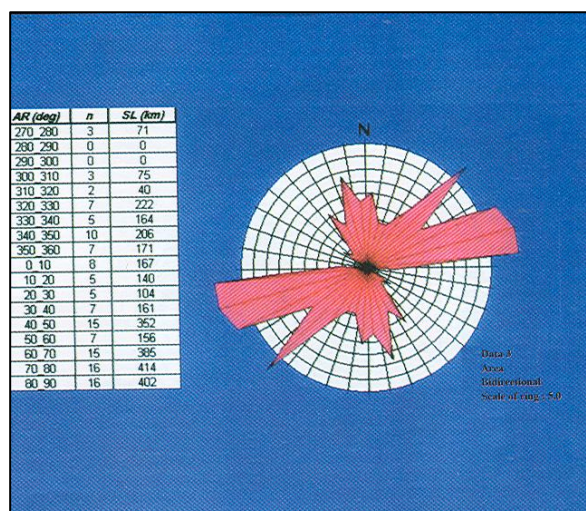 AR (deg) n SL (km)
270_280 3 71
280_290 0 0
290_300 0 0
300_310 3 75
310_320 2 40
320_330 7 222
330_340 5 164
340_350 10 206
350_360 7 171
0_10 8 167
10_20 5 140
20_30 5 104
30_40 7 161
40_50 15 352
50_60 7 156
60_70 15 385
70_80 16 414
80_90 16 402
N
Data 3
Area
Bidirectional
Scale of ring : 5.0